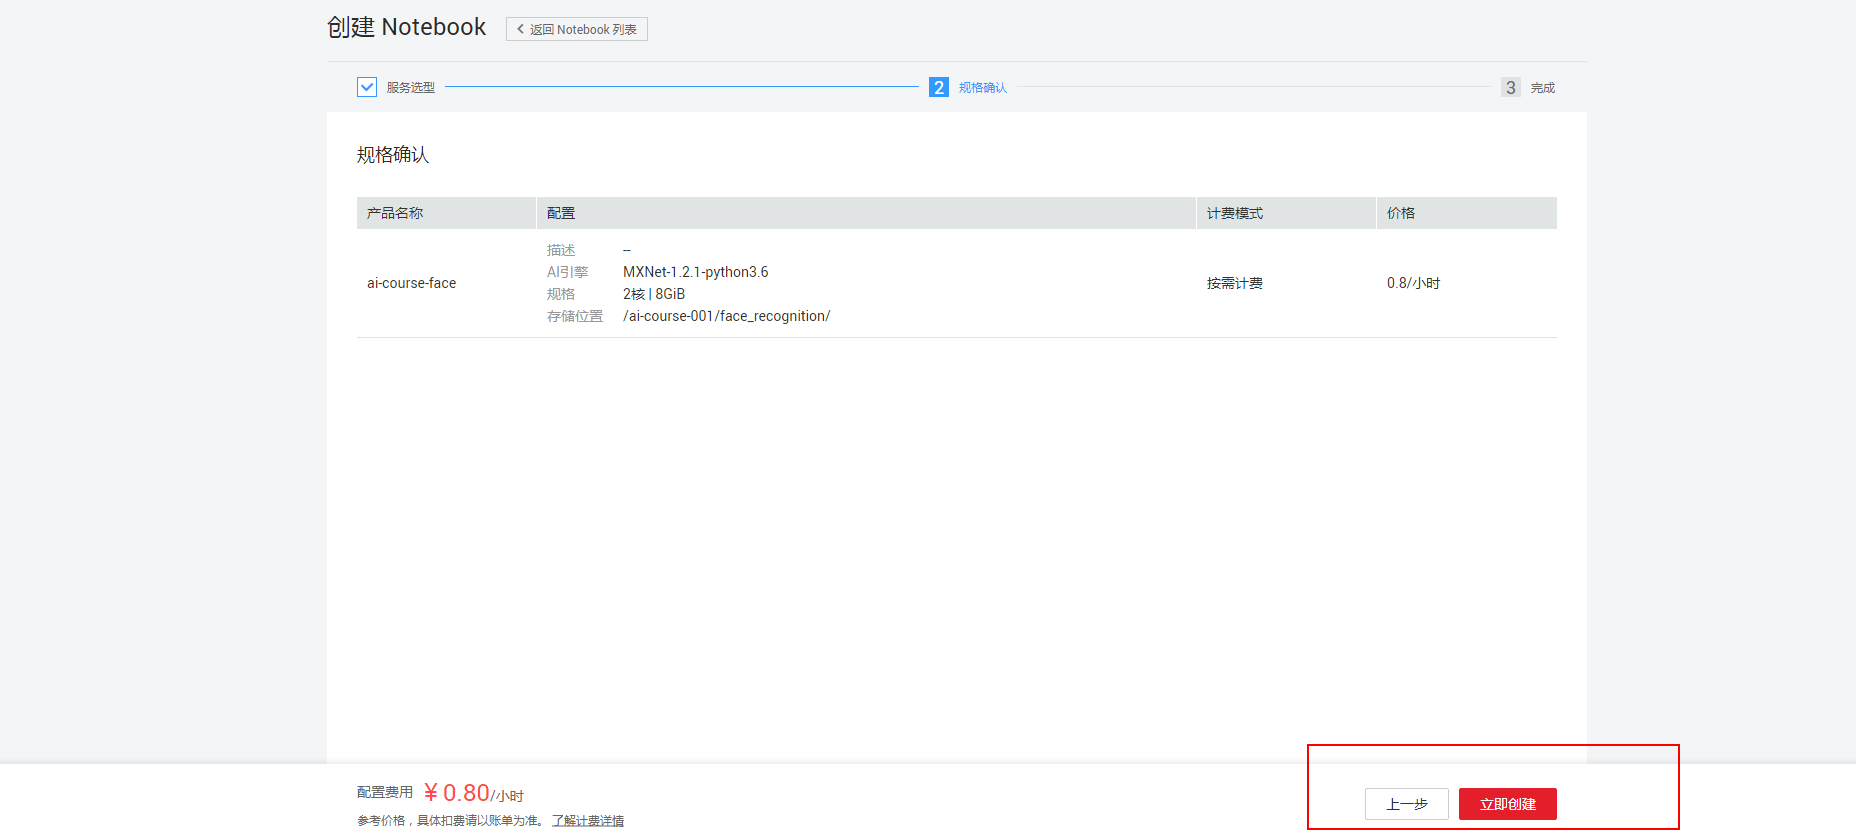 创建 Notebook
返回 Notebook 列表
服务选型
2 规格确认
3 完成
规格确认
产品名称 配置 计费模式 价格
描述 --
AI引擎 MXNet-1.2.1-python3.6
ai-course-face 按需计费 0.8/小时
规格 2核 | 8GiB
存储位置 /ai-course-001/face_recognition/
配置费用 ¥ 0.80/小时
参考价格，具体扣费请以账单为准。 了解计费详情
上一步 立即创建